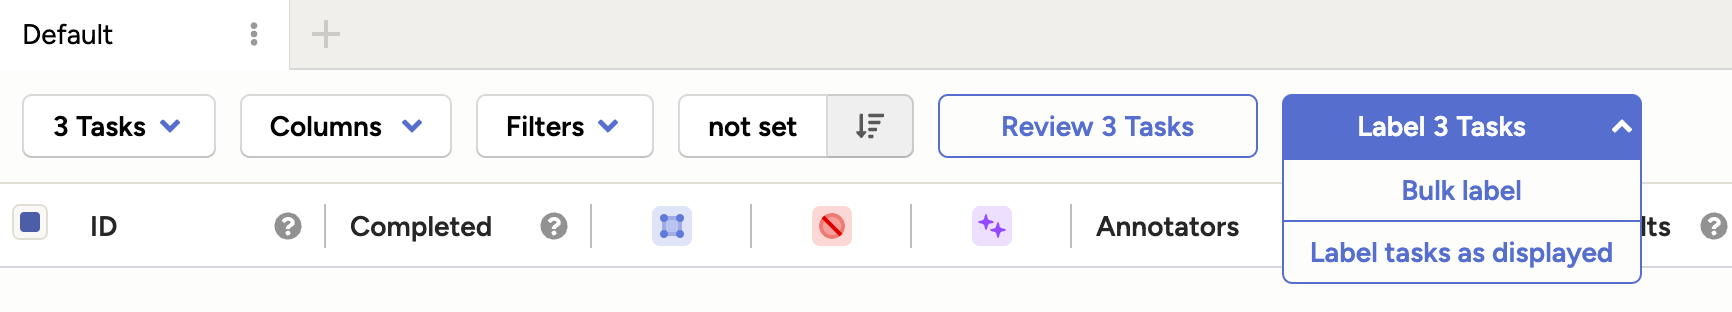 Default
3 Tasks
Columns
Filters
not set
Review 3 Tasks
Label 3 Tasks
Bulk label
Label tasks as displayed
ID
?
Completed
?
Annotators
lts
?